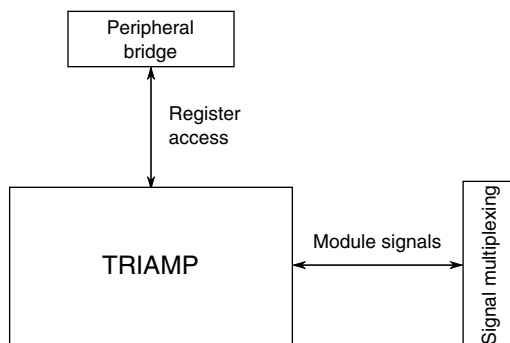 Peripheral
bridge
Register
access
TRIAMP
Module signals
Signal multiplexing